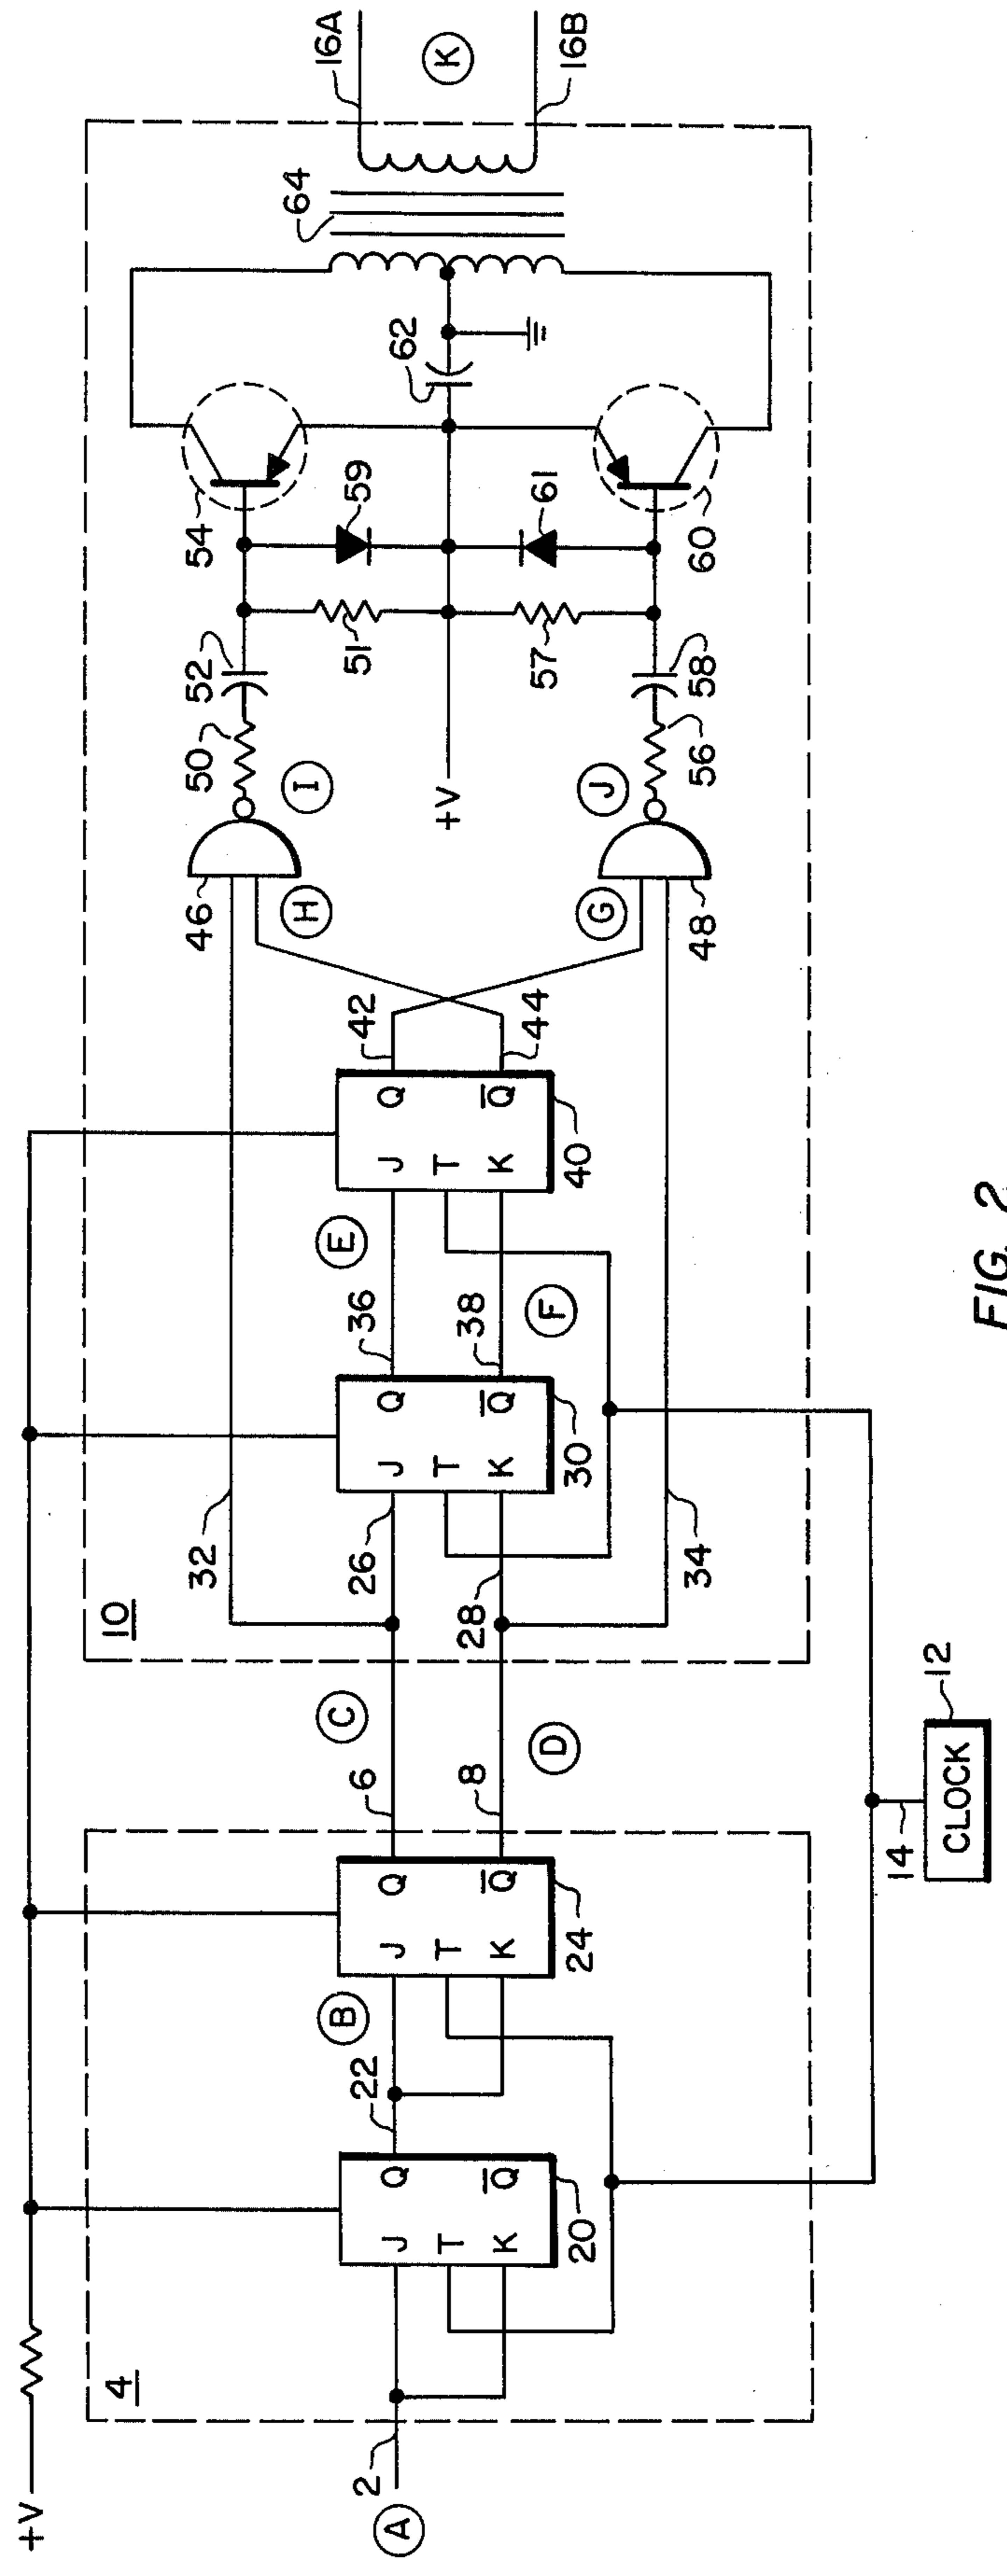 +V
4
2
A
J
T
K
Q
Q
20
22
B
J
T
K
Q
Q
24
6
C
8
D
14
12
CLOCK
10
32
26
28
34
J
T
K
Q
Q
30
36
E
38
F
J
T
K
Q
Q
40
42
44
46
H
G
48
I
J
50
52
56
58
+V
51
57
59
61
54
60
62
64
16A
K
16B
FIG. 2